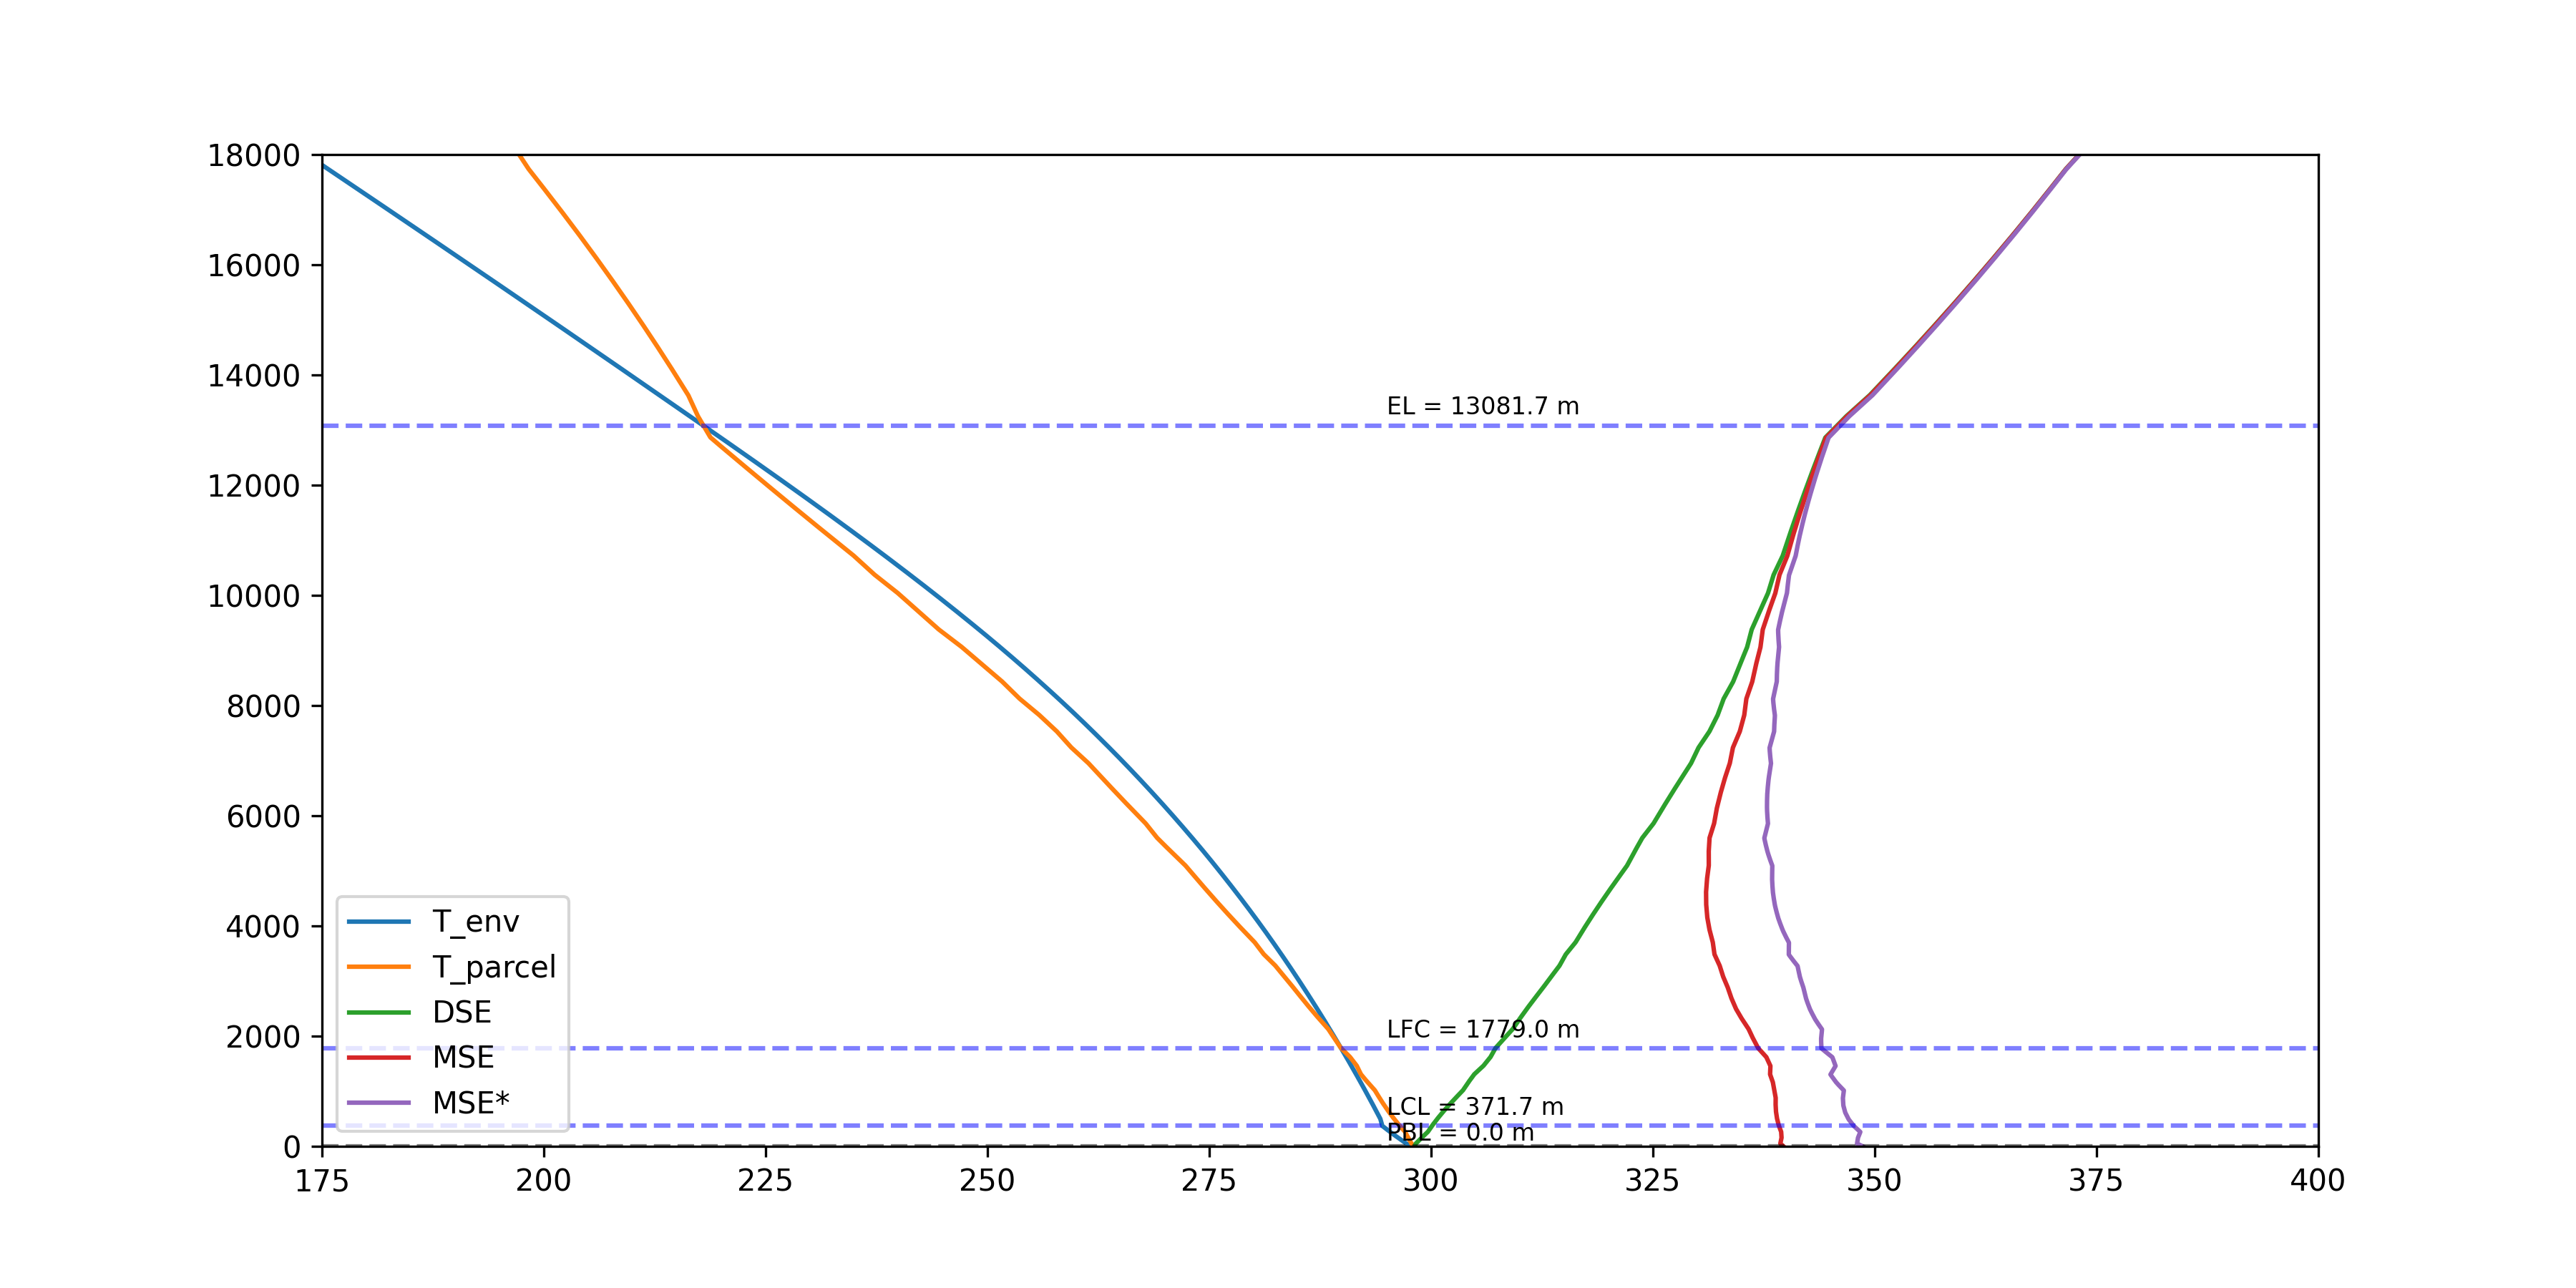 18000
16000
14000
EL = 13081.7 m
12000
10000
8000
6000
T_env
4000
T_parcel
DSE
LFC = 1779.0 m
2000
MSE
MSE*
LCL = 371.7 m
PBL = 0.0 m
0
175 200 225 250 275 300 325 350 375 400